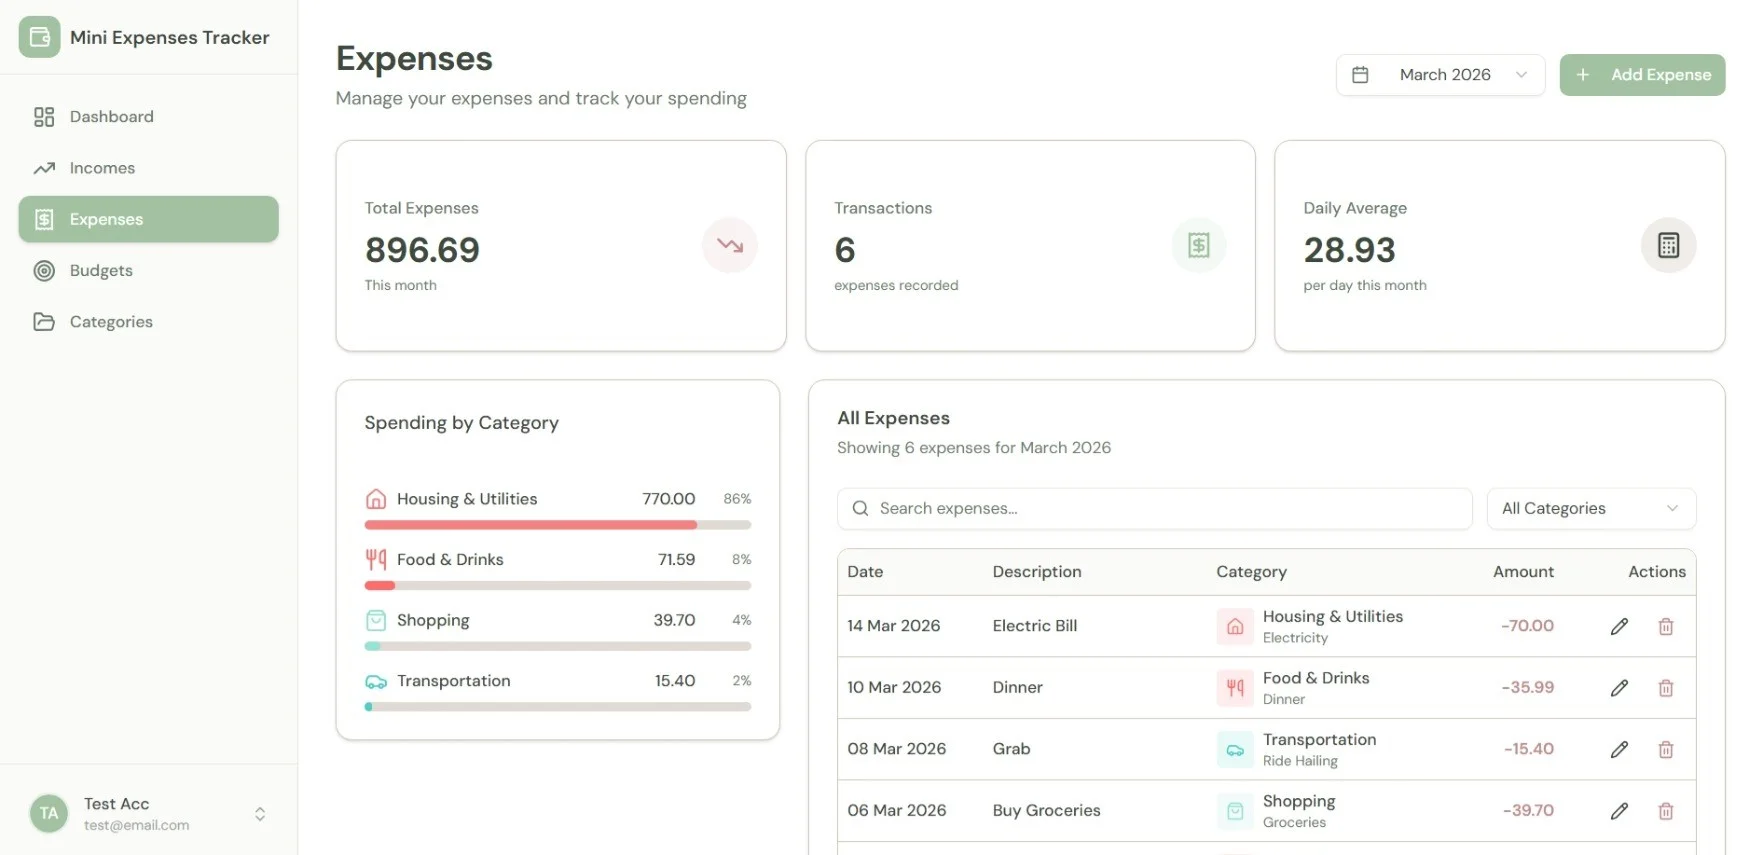 Mini Expenses Tracker
Dashboard
Incomes
Expenses
Budgets
Categories
TA
Test Acc
test@email.com
Expenses
Manage your expenses and track your spending
March 2026
+ Add Expense
Total Expenses
896.69
This month
Transactions
6
expenses recorded
Daily Average
28.93
per day this month
Spending by Category
Housing & Utilities 770.00 86%
Food & Drinks 71.59 8%
Shopping 39.70 4%
Transportation 15.40 2%
All Expenses
Showing 6 expenses for March 2026
Search expenses...
All Categories
Date Description Category Amount Actions
14 Mar 2026 Electric Bill Housing & Utilities -70.00
Electricity
10 Mar 2026 Dinner Food & Drinks -35.99
Dinner
08 Mar 2026 Grab Transportation -15.40
Ride Hailing
06 Mar 2026 Buy Groceries Shopping -39.70
Groceries